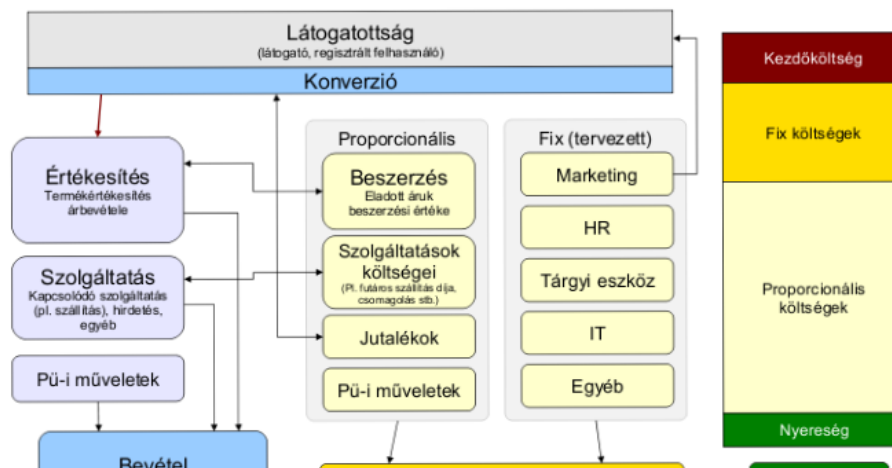 Látogatottság
(látogató, regisztrált felhasználó)
Konverzió
Értékesítés
Termékértékesítés
árbevétele
Szolgáltatás
Kapcsolódó szolgáltatás
(pl. szállítás), hirdetés,
egyéb
Pü-i műveletek
Bevétel
Proporcionális
Beszerzés
Eladott áruk
beszerzési értéke
Szolgáltatások
költségei
(Pl. futáros szállítás díja,
csomagolás stb.)
Jutalékok
Pü-i műveletek
Fix (tervezett)
Marketing
HR
Tárgyi eszköz
IT
Egyéb
Kezdőköltség
Fix költségek
Proporcionális
költségek
Nyereség